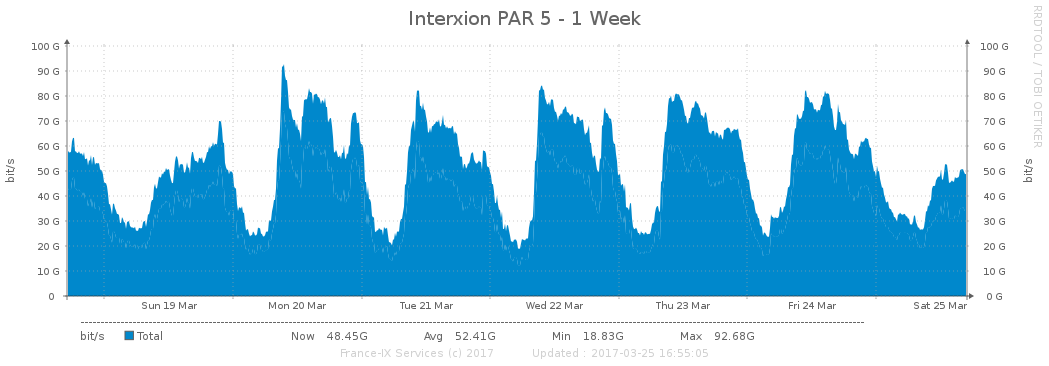 Interxion PAR 5 - 1 Week
RRDTOOL / TOBI OETIKER
100 G 100 G
90 G 90 G
80 G 80 G
70 G 70 G
60 G 60 G
50 G 50 G
40 G 40 G
30 G 30 G
20 G 20 G
10 G 10 G
0 0 G
bit/s
bit/s
Sun 19 Mar Mon 20 Mar Tue 21 Mar Wed 22 Mar Thu 23 Mar Fri 24 Mar Sat 25 Mar
bit/s Total Now 48.45G Avg 52.41G Min 18.83G Max 92.68G
France-IX Services (c) 2017 Updated : 2017-03-25 16:55:05